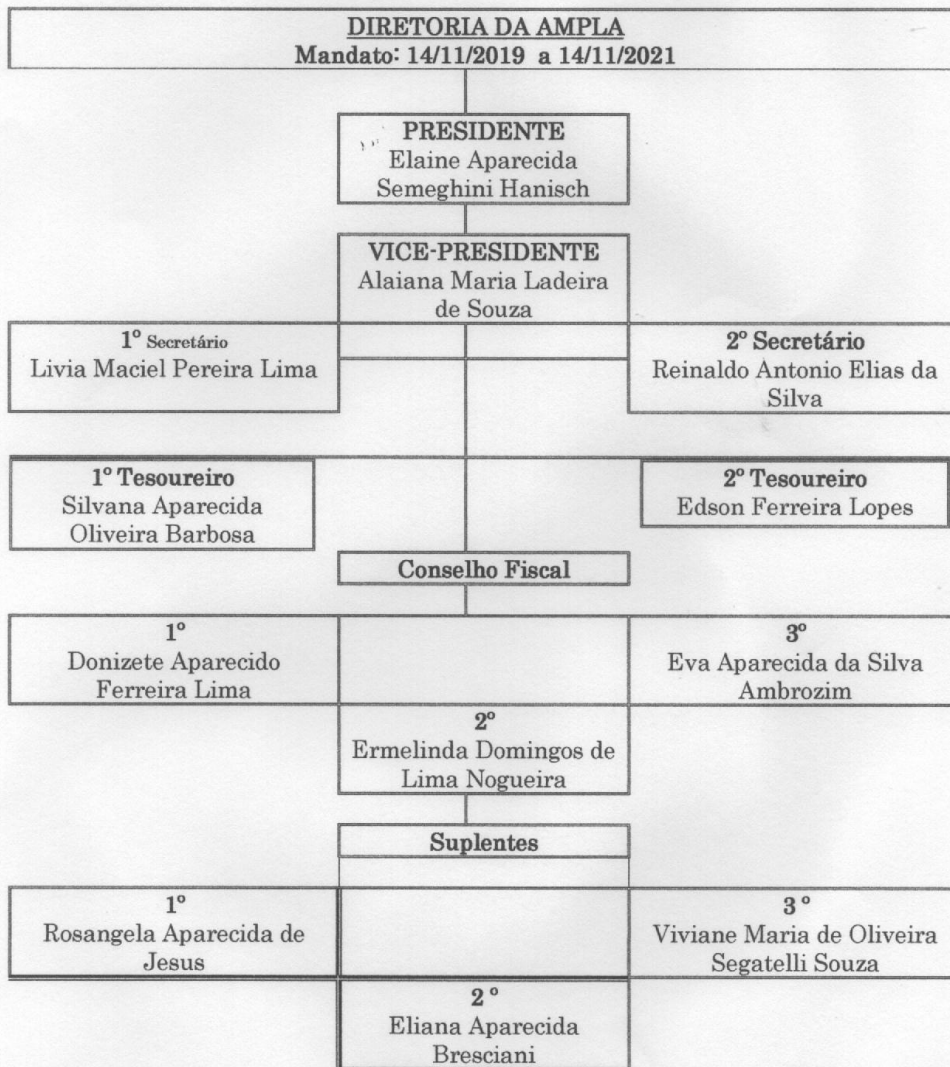 DIRETORIA DA AMPLA
Mandato: 14/11/2019 a 14/11/2021
PRESIDENTE
Elaine Aparecida
Semeghini Hanisch
VICE-PRESIDENTE
Alaiana Maria Ladeira
de Souza
1º Secretário
Livia Maciel Pereira Lima
2º Secretário
Reinaldo Antonio Elias da
Silva
1º Tesoureiro
Silvana Aparecida
Oliveira Barbosa
2º Tesoureiro
Edson Ferreira Lopes
Conselho Fiscal
1º
Donizete Aparecido
Ferreira Lima
3º
Eva Aparecida da Silva
Ambrozim
2º
Ermelinda Domingos de
Lima Nogueira
Suplentes
1º
Rosangela Aparecida de
Jesus
3 º
Viviane Maria de Oliveira
Segatelli Souza
2 º
Eliana Aparecida
Bresciani